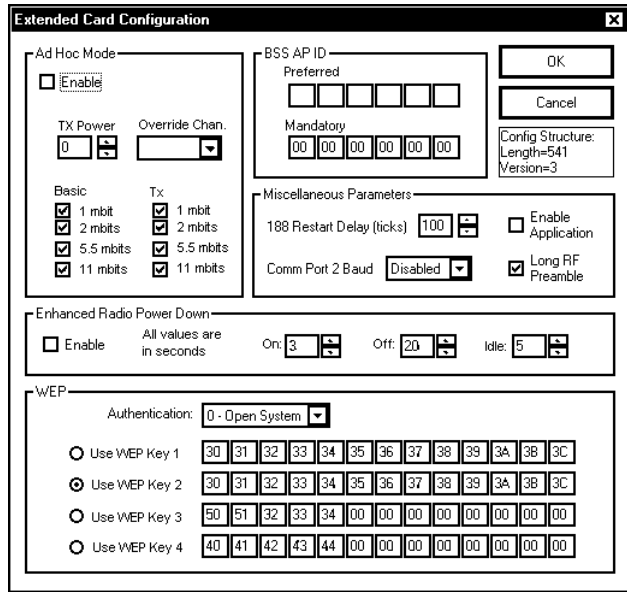 Extended Card Configuration
Ad Hoc Mode
Enable
TX Power Override Chan.
0
Basic Tx
1 mbit 1 mbit
2 mbits 2 mbits
5.5 mbits 5.5 mbits
11 mbits 11 mbits
BSS AP ID
Preferred
Mandatory
00 00 00 00 00 00
OK
Cancel
Config Structure:
Length=541
Version=3
Miscellaneous Parameters
188 Restart Delay (ticks) 100
Enable
Application
Comm Port 2 Baud Disabled
Long RF
Preamble
Enhanced Radio Power Down
Enable
All values are
in seconds
On: 3 Off: 20 Idle: 5
WEP
Authentication: 0 - Open System
Use WEP Key 1 30 31 32 33 34 35 36 37 38 39 3A 3B 3C
Use WEP Key 2 30 31 32 33 34 35 36 37 38 39 3A 3B 3C
Use WEP Key 3 50 51 32 33 34 00 00 00 00 00 00 00 00
Use WEP Key 4 40 41 42 43 44 00 00 00 00 00 00 00 00